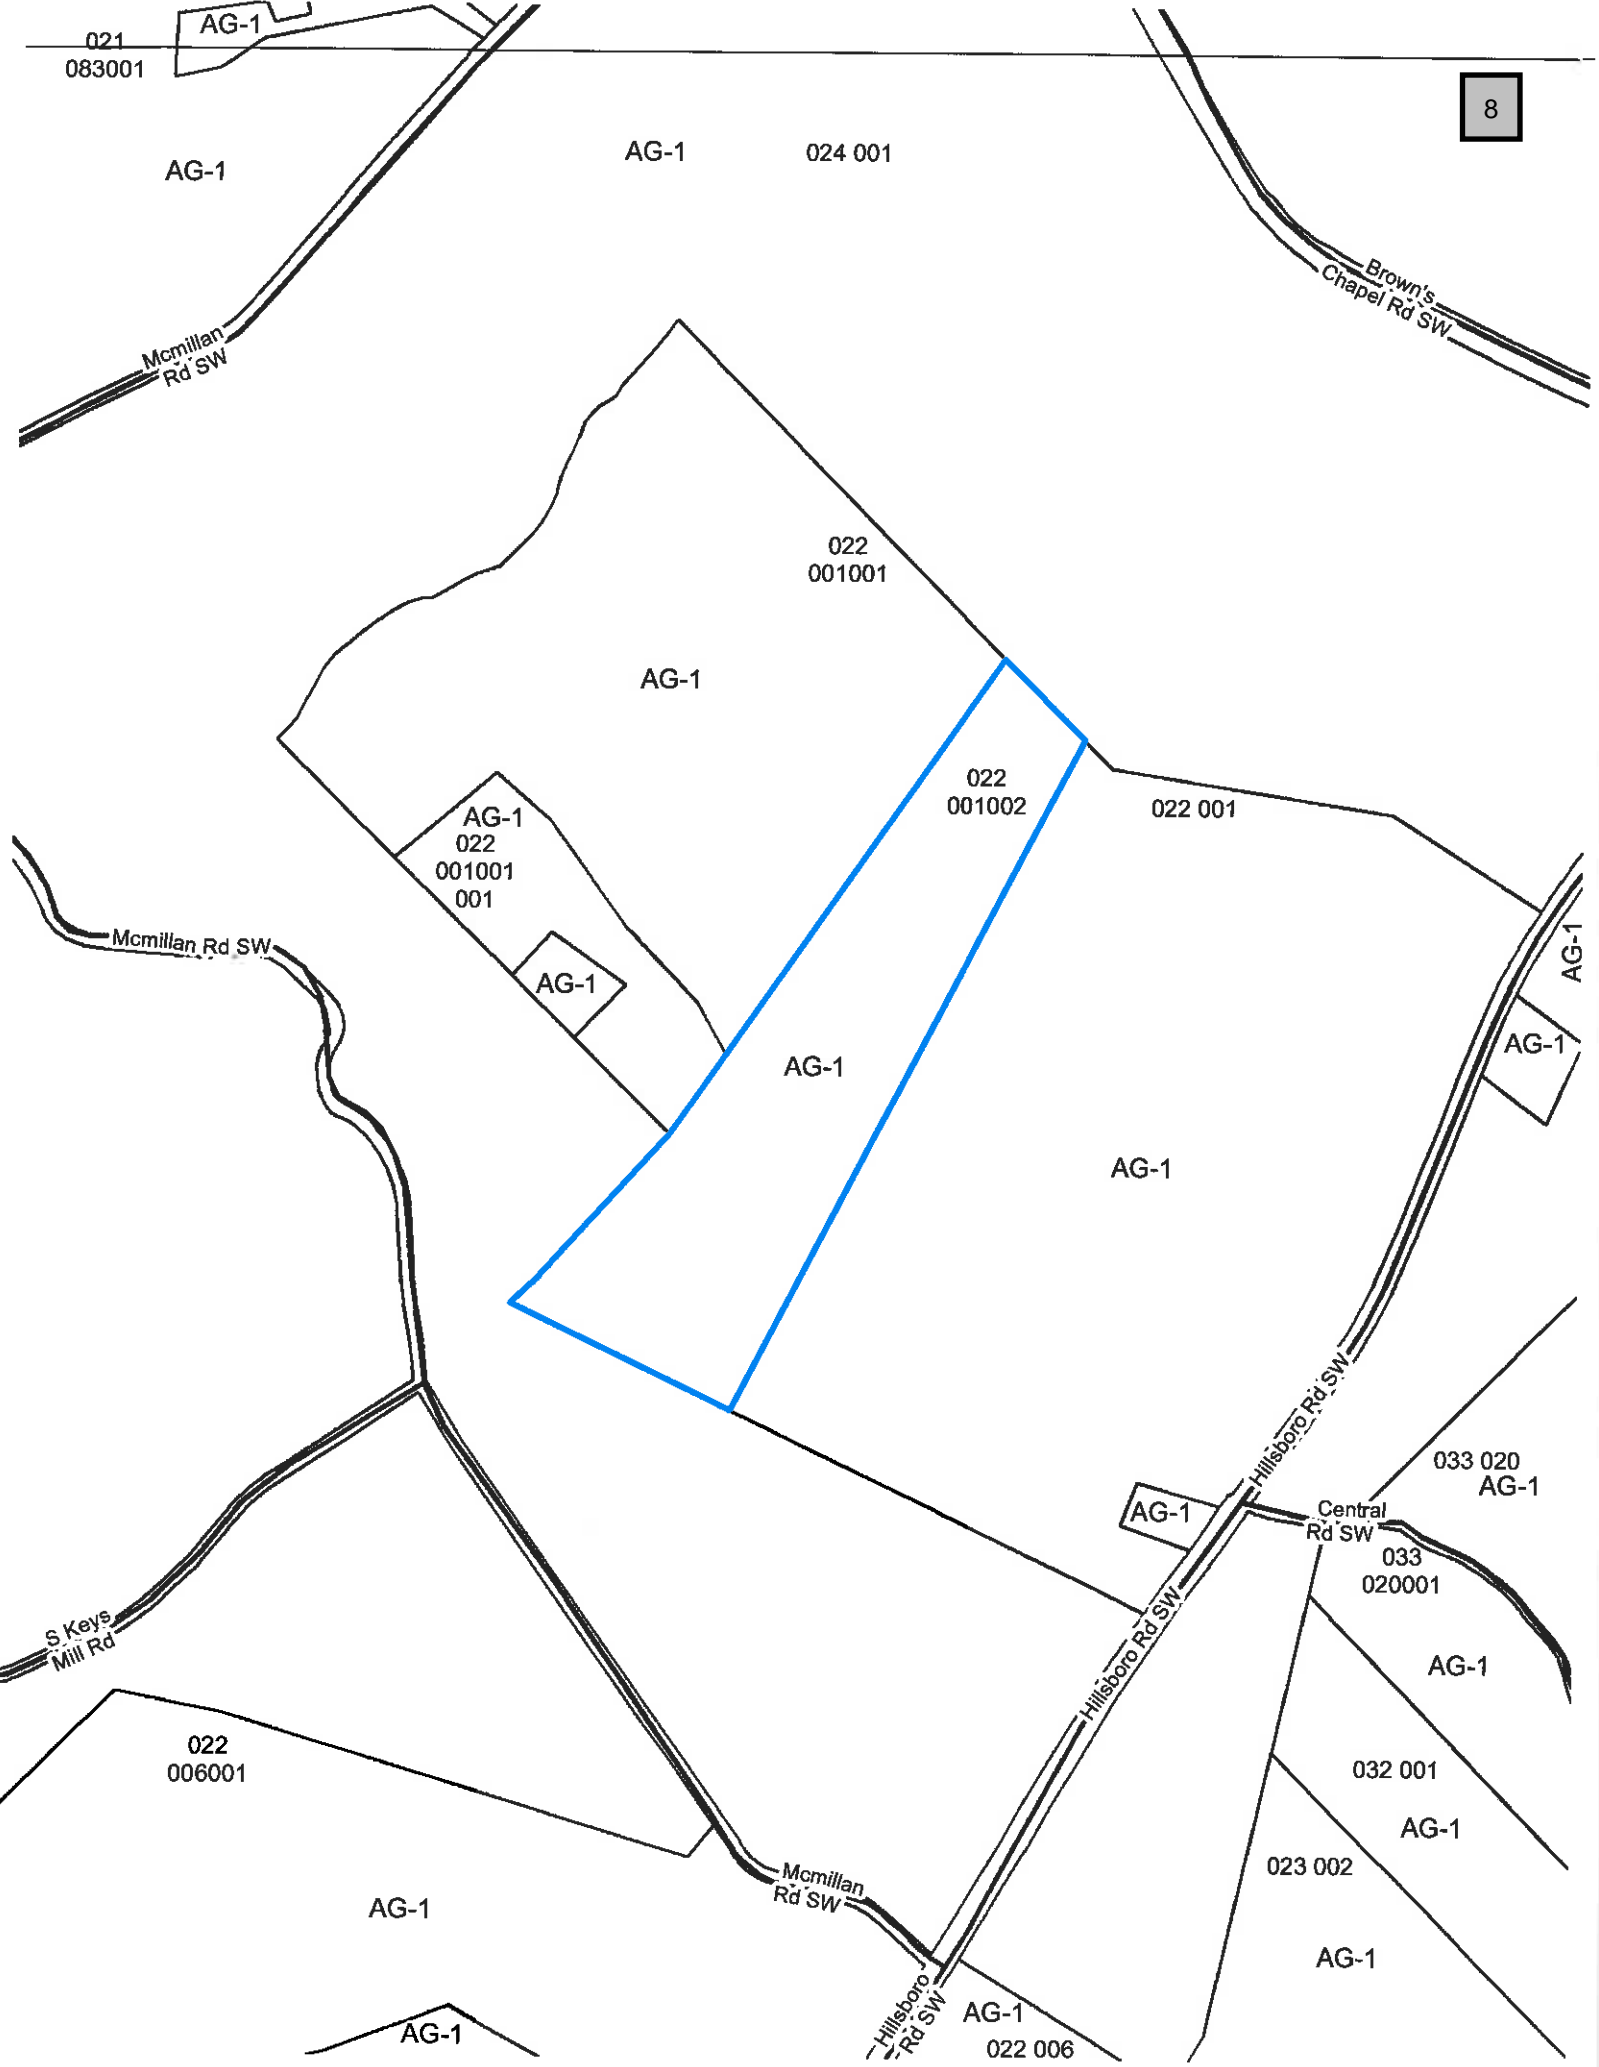 AG-1
021
083001
8
AG-1
AG-1
024 001
Brown's
Chapel Rd SW
Mcmillan
Rd SW
022
001001
AG-1
022
001002
022 001
AG-1
022
001001
001
Mcmillan Rd SW
AG-1
AG-1
AG-1
AG-1
AG-1
Hillsboro Rd SW
033 020
AG-1
AG-1
Central
Rd SW
033
020001
S Keys
Mill Rd
Hillsboro Rd SW
AG-1
022
006001
032 001
AG-1
023 002
Mcmillan
Rd SW
AG-1
AG-1
Hillsboro
Rd SW
AG-1
AG-1
022 006